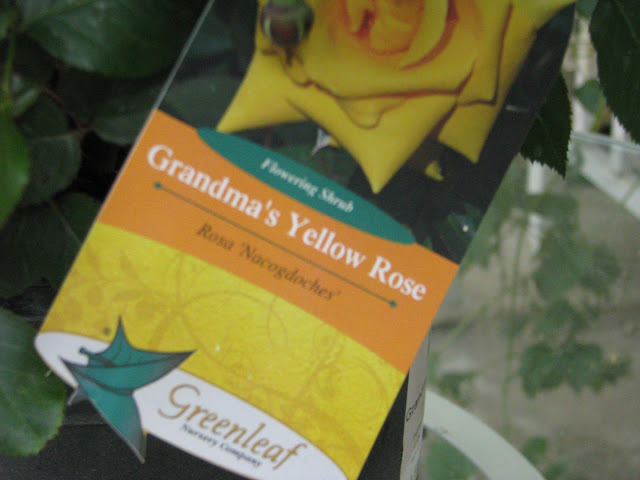 Flowering Shrub
Grandma's Yellow Rose
Rosa 'Nacogdoches'
Greenleaf
Nursery Company